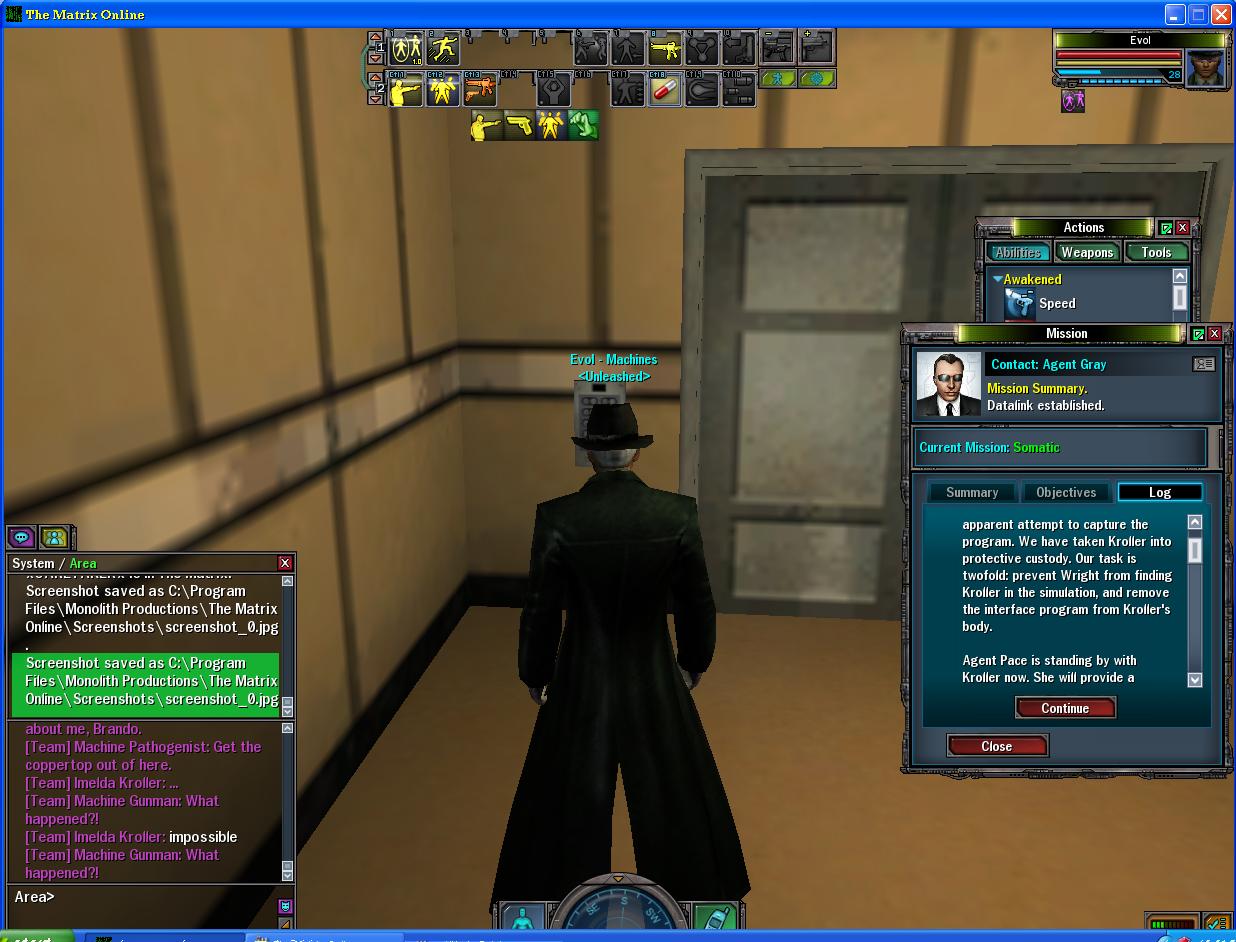 The Matrix Online
1
2
1.0
Evol
28
Actions
Abilities
Weapons
Tools
Awakened
Speed
Mission
Contact: Agent Gray
Mission Summary.
Datalink established.
Current Mission: Somatic
Summary
Objectives
Log
apparent attempt to capture the
program. We have taken Kroller into
protective custody. Our task is
twofold: prevent Wright from finding
Kroller in the simulation, and remove
the interface program from Kroller's
body.
Agent Pace is standing by with
Kroller now. She will provide a
Continue
Close
Evol - Machines
<Unleashed>
System / Area
Screenshot saved as C:\Program
Files\Monolith Productions\The Matrix
Online\Screenshots\screenshot_0.jpg
.
Screenshot saved as C:\Program
Files\Monolith Productions\The Matrix
Online\Screenshots\screenshot_0.jpg
about me, Brando.
[Team] Machine Pathogenist: Get the
coppertop out of here.
[Team] Imelda Kroller: ...
[Team] Machine Gunman: What
happened?!
[Team] Imelda Kroller: impossible
[Team] Machine Gunman: What
happened?!
Area>
SE
S
SW